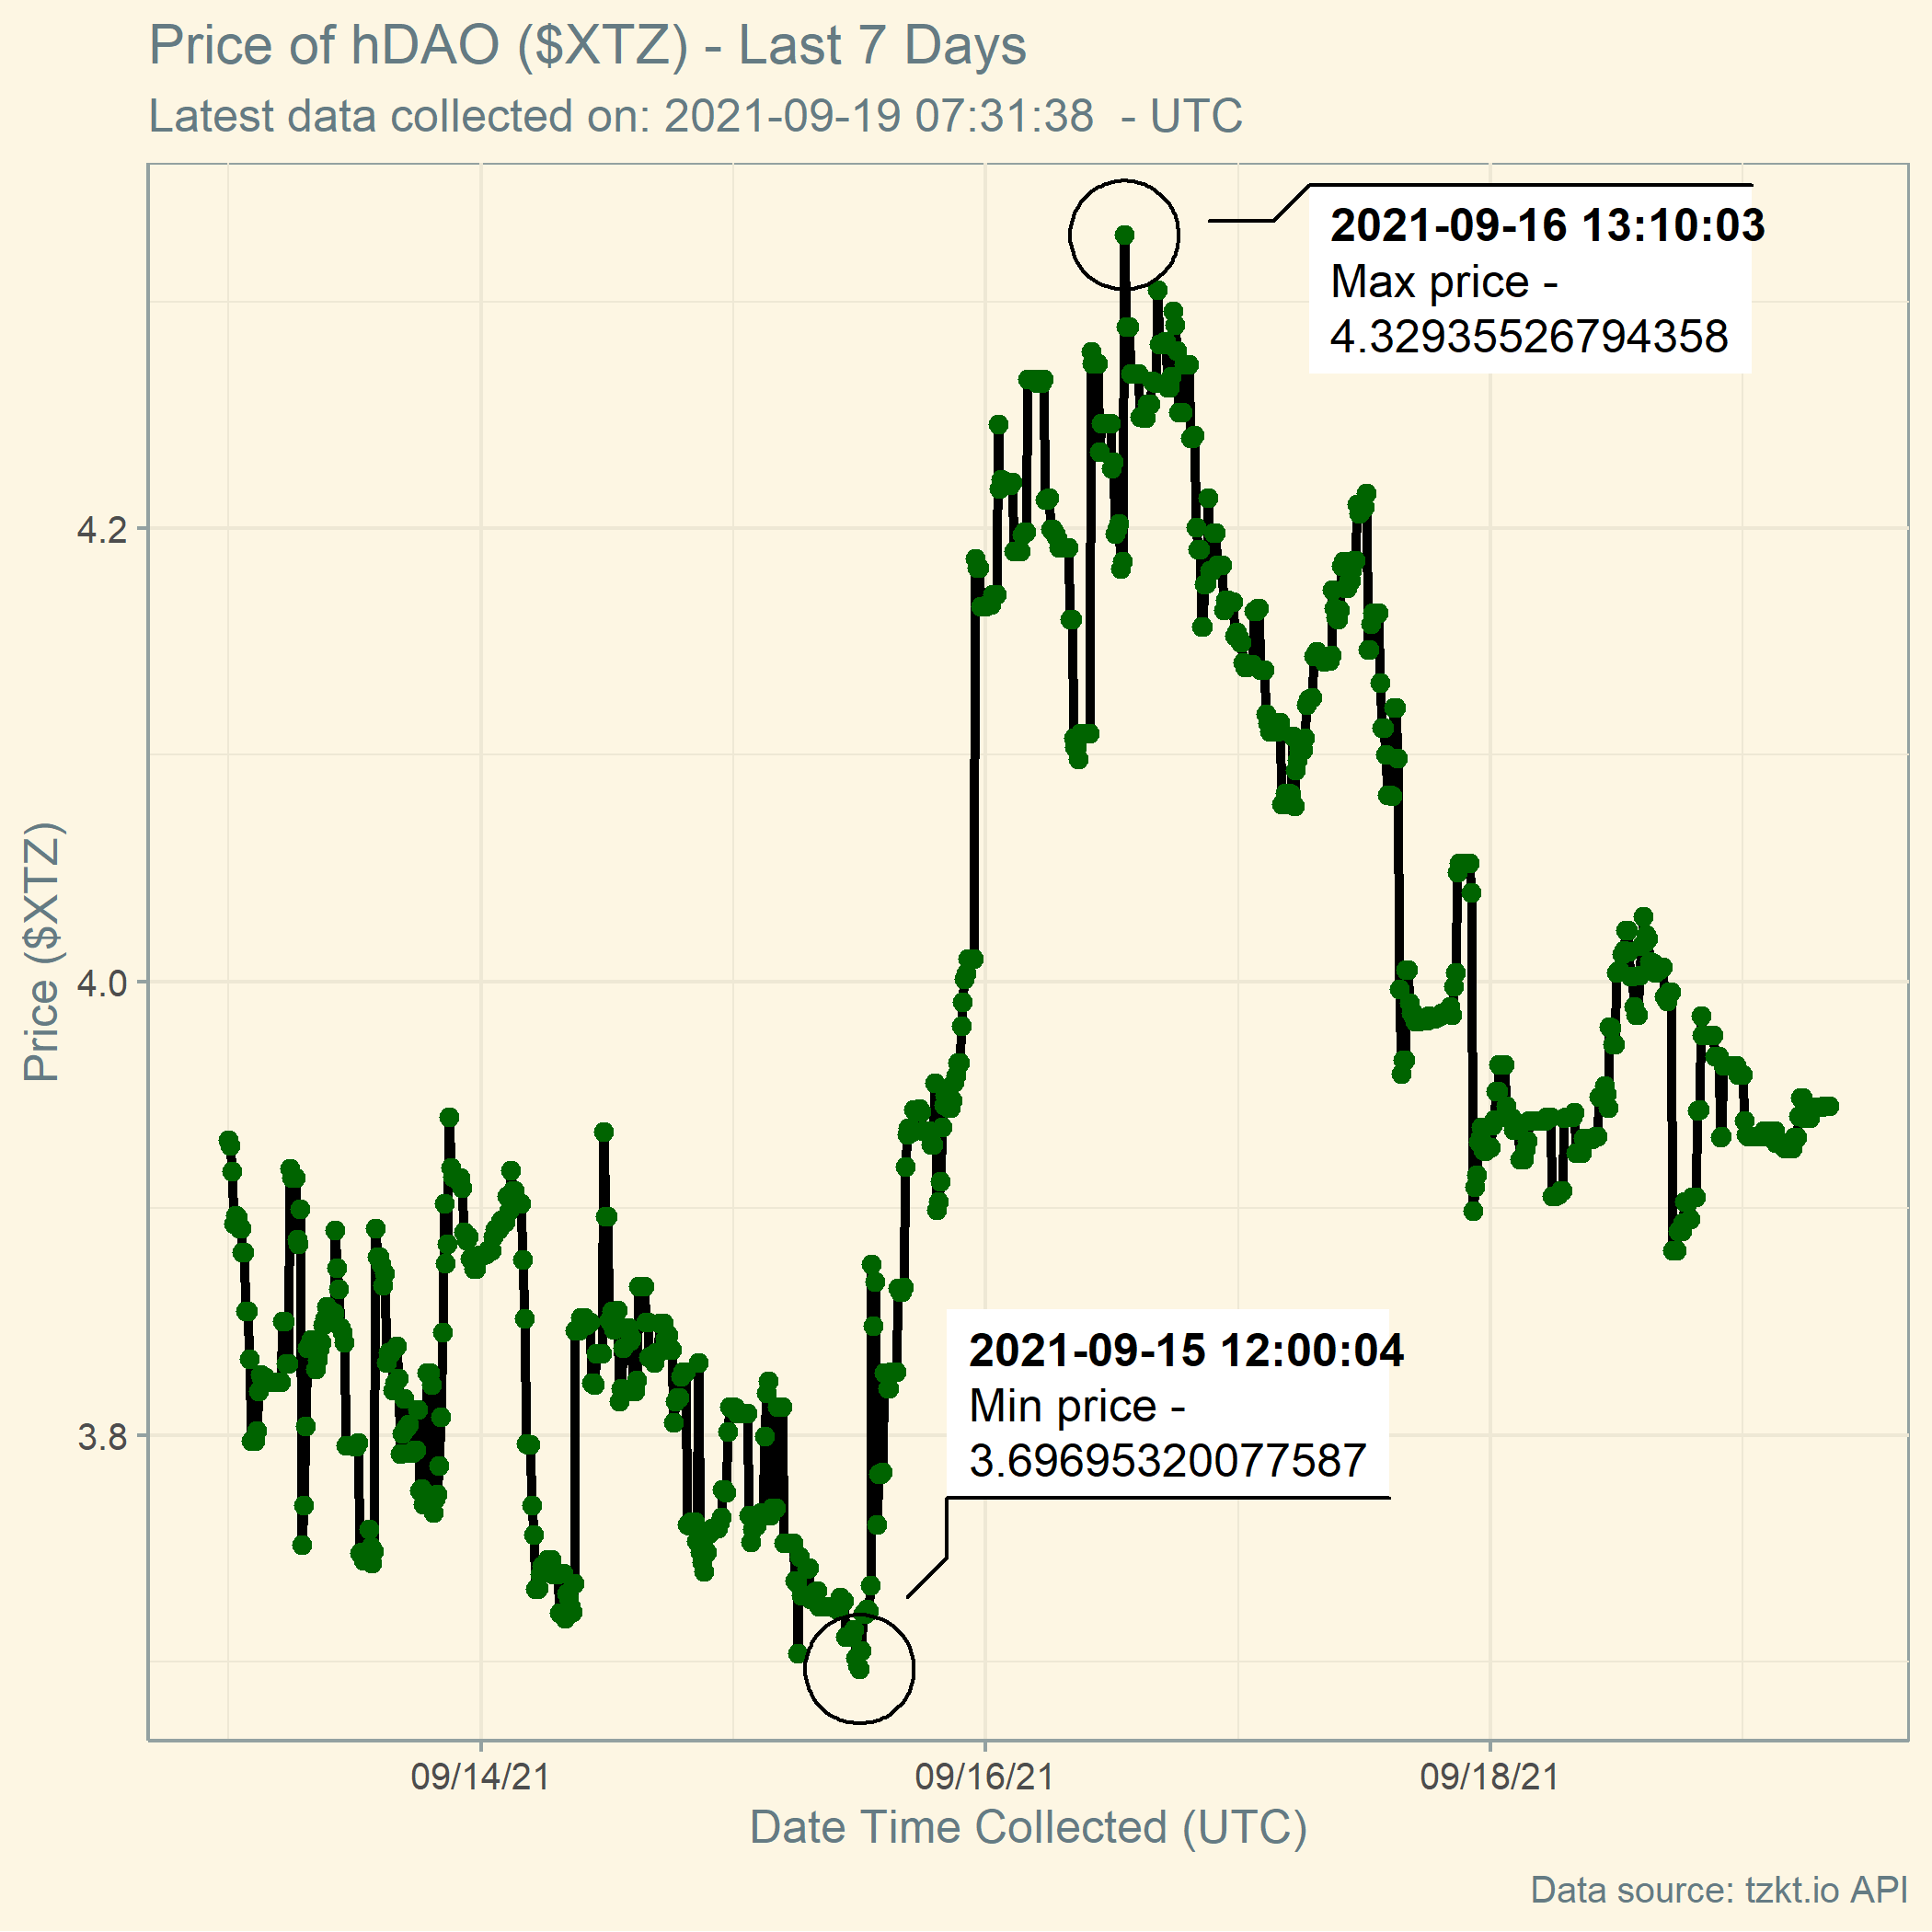 Price of hDAO ($XTZ) - Last 7 Days
Latest data collected on: 2021-09-19 07:31:38  - UTC
2021-09-16 13:10:03
Max price -
4.32935526794358
4.2
4.0
3.8
Price ($XTZ)
2021-09-15 12:00:04
Min price -
3.69695320077587
09/14/21
09/16/21
09/18/21
Date Time Collected (UTC)
Data source: tzkt.io API